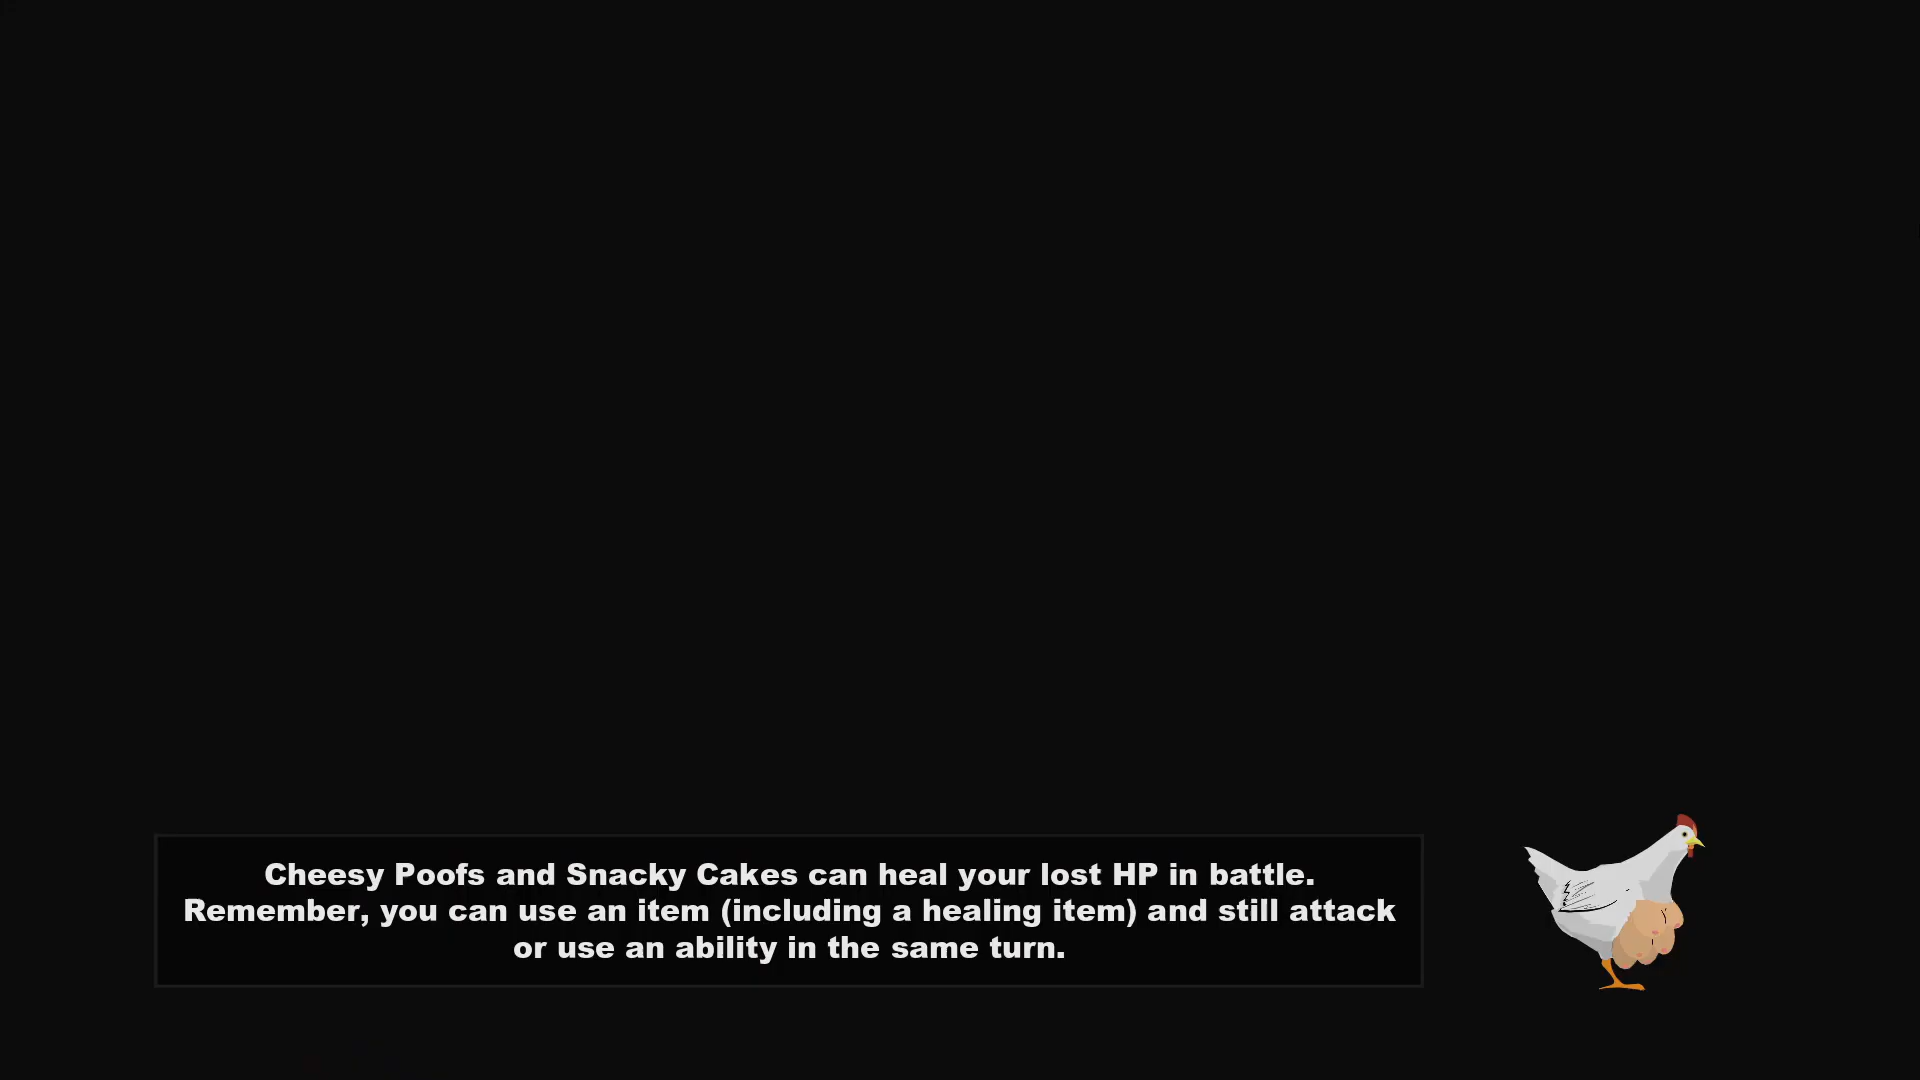 Cheesy Poofs and Snacky Cakes can heal your lost HP in battle.
Remember, you can use an item (including a healing item) and still attack
or use an ability in the same turn.